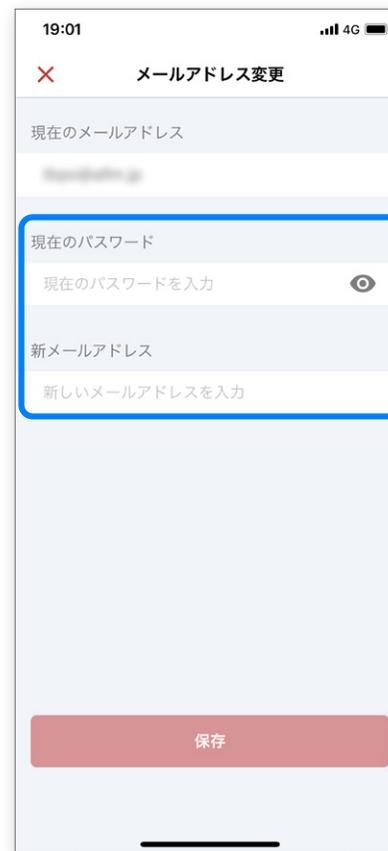 19:01
4G
メールアドレス変更
現在のメールアドレス
現在のパスワード
現在のパスワードを入力
新メールアドレス
新しいメールアドレスを入力
保存